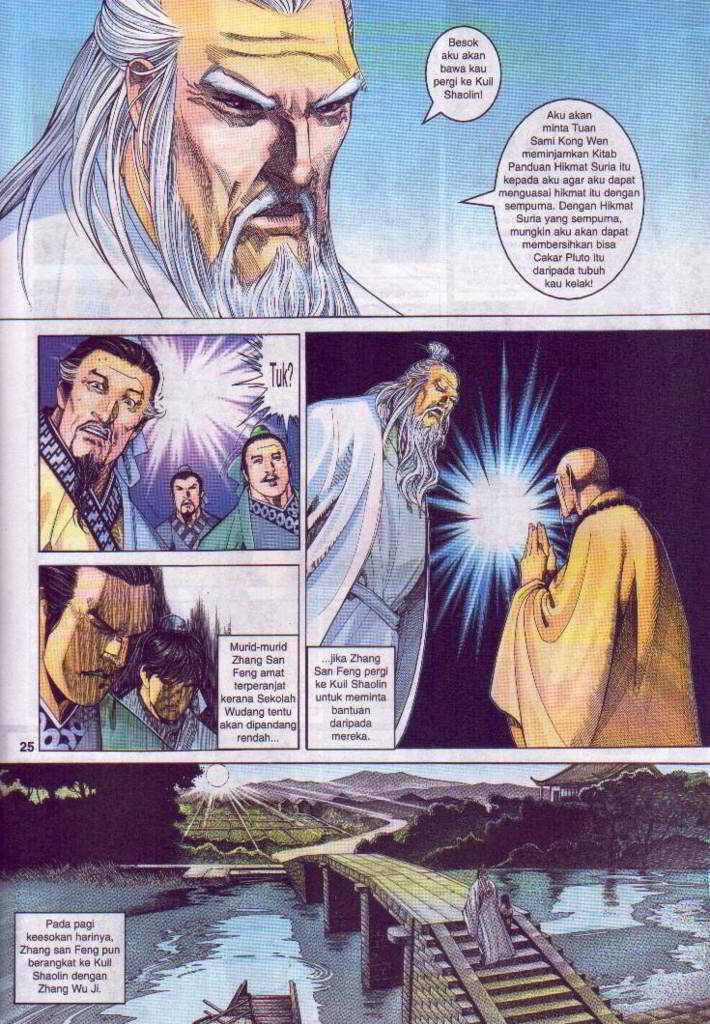 Besok
aku akan
bawa kau
pergi ke Kuil
Shaolin!
Aku akan
minta Tuan
Sami Kong Wen
meminjamkan Kitab
Panduan Hikmat Suria itu
kepada aku agar aku dapat
menguasai hikmat itu dengan
sempurna. Dengan Hikmat
Suria yang sempurna,
mungkin aku akan dapat
membersihkan bisa
Cakar Pluto itu
daripada tubuh
kau kelak!
Tuk?
Murid-murid
Zhang San
Feng amat
terperanjat
kerana Sekolah
Wudang tentu
akan dipandang
rendah...
...jika Zhang
San Feng pergi
ke Kuil Shaolin
untuk meminta
bantuan
daripada
mereka.
25
Pada pagi
keesokan harinya,
Zhang san Feng pun
berangkat ke Kuil
Shaolin dengan
Zhang Wu Ji.